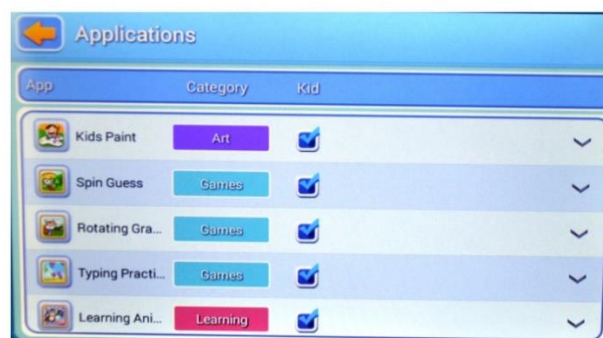 Applications
App Category Kid
Kids Paint Art
Spin Guess Games
Rotating Gra... Games
Typing Practi... Games
Learning Ani... Learning